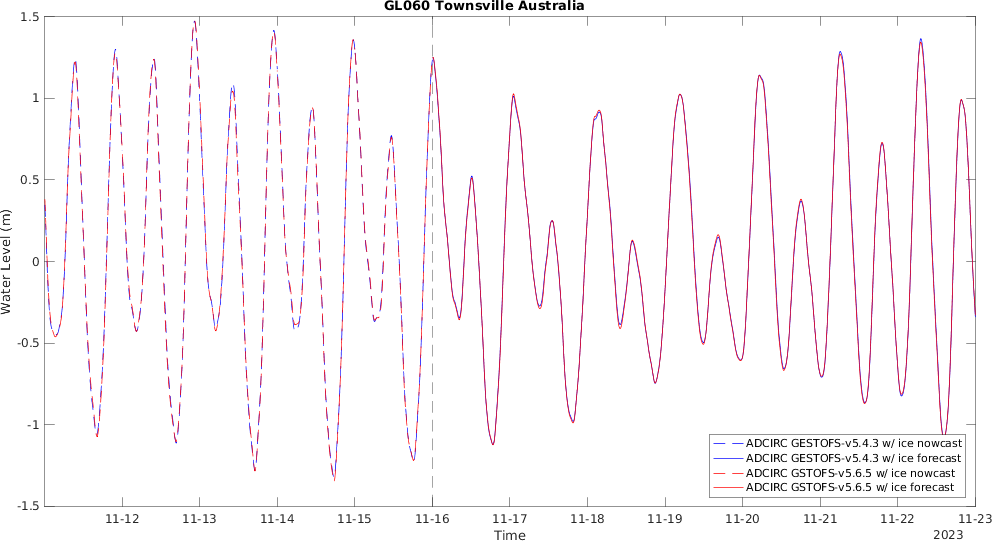 GL060 Townsville Australia
1.5
1
0.5
0
-0.5
-1
-1.5
Water Level (m)
ADCIRC GESTOFS-v5.4.3 w/ ice nowcast
ADCIRC GESTOFS-v5.4.3 w/ ice forecast
ADCIRC GSTOFS-v5.6.5 w/ ice nowcast
ADCIRC GSTOFS-v5.6.5 w/ ice forecast
11-12 11-13 11-14 11-15 11-16 11-17 11-18 11-19 11-20 11-21 11-22 11-23
Time
2023